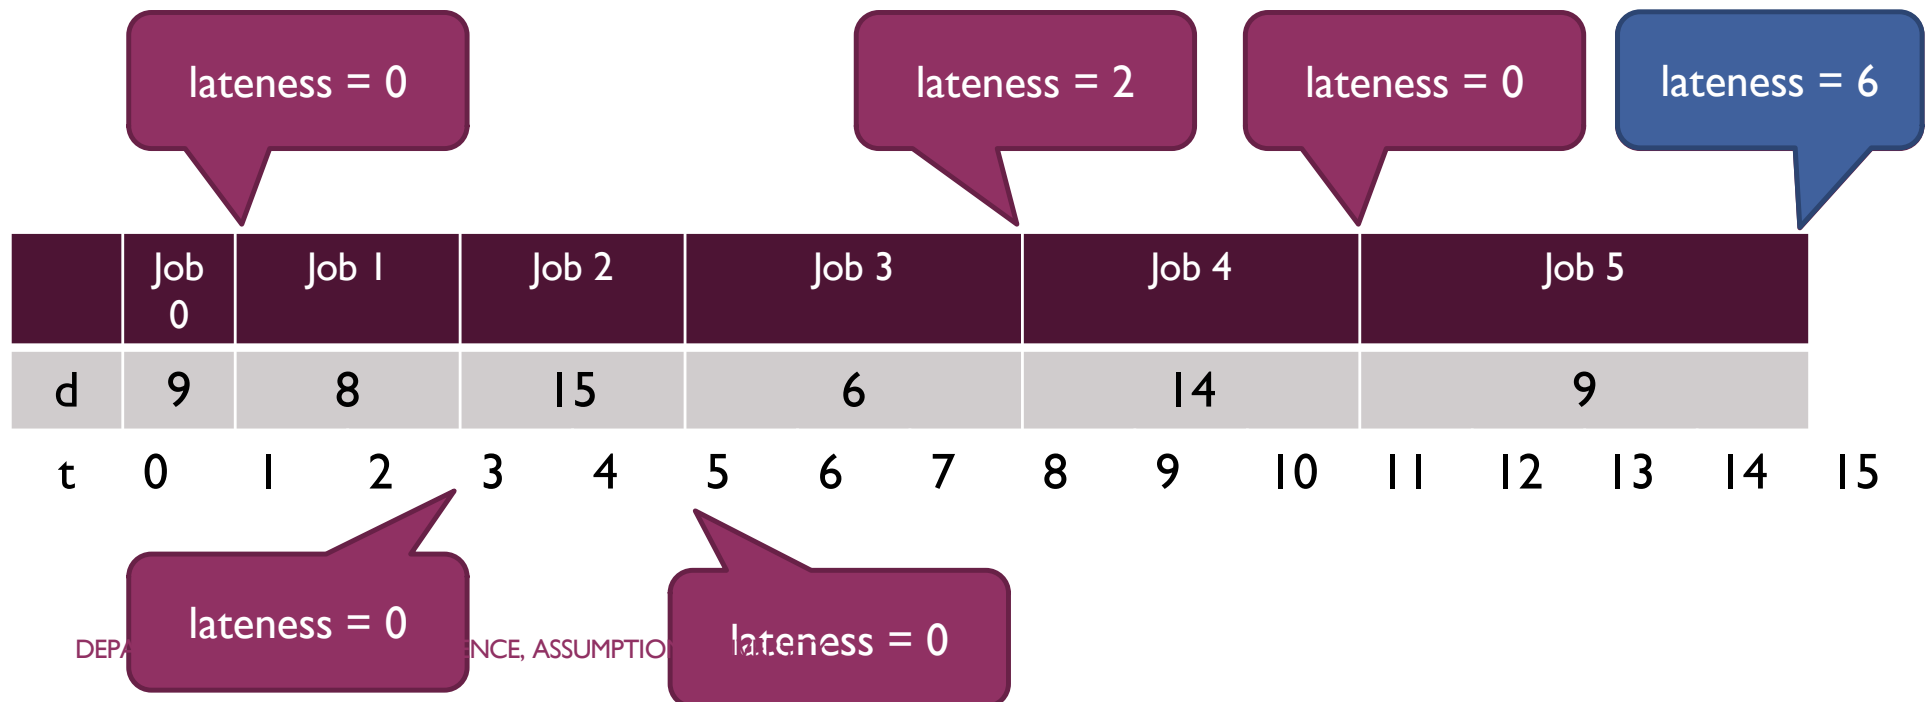 lateness = 0
lateness = 2
lateness = 0
lateness = 6
Job 0
Job 1
Job 2
Job 3
Job 4
Job 5
d 9 8 15 6 14 9
t 0 1 2 3 4 5 6 7 8 9 10 11 12 13 14 15
lateness = 0
lateness = 0
ASSUMPTION